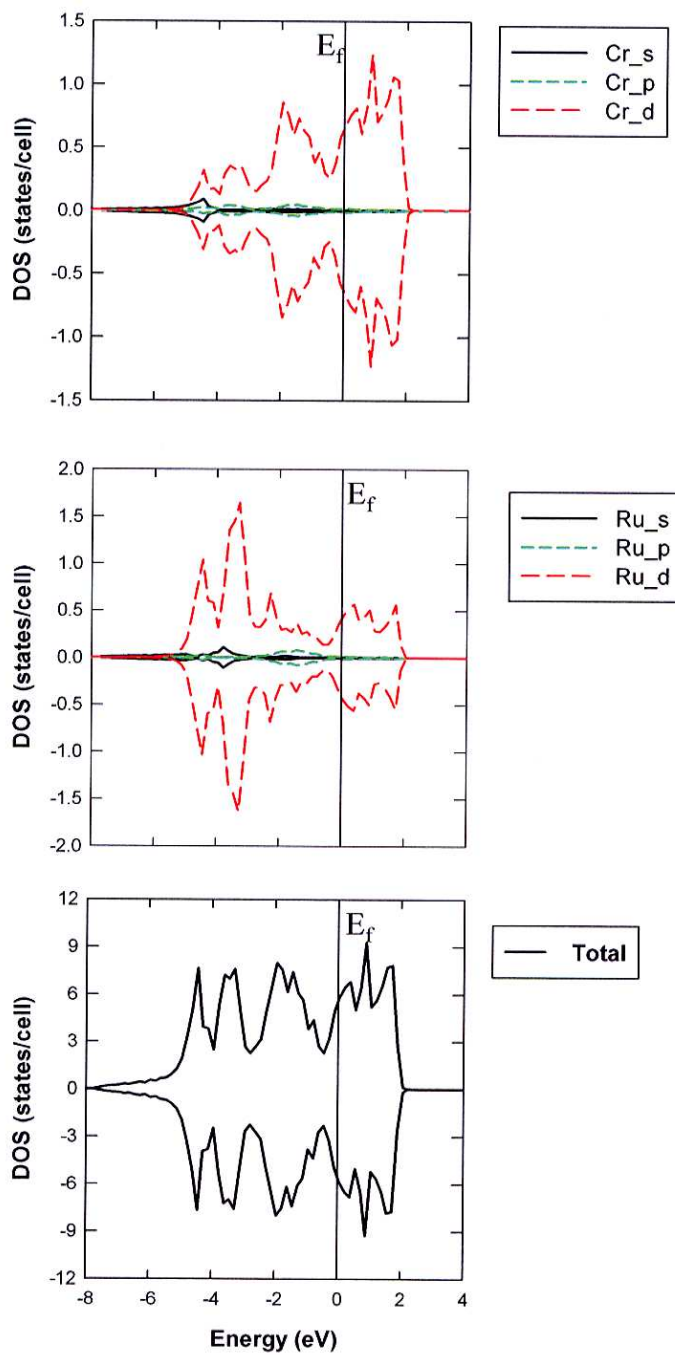 1.5
E_f
1.0
0.5
0.0
-0.5
-1.0
-1.5
DOS (states/cell)
Cr_s
Cr_p
Cr_d
2.0
E_f
1.5
1.0
0.5
0.0
-0.5
-1.0
-1.5
-2.0
DOS (states/cell)
Ru_s
Ru_p
Ru_d
12
E_f
9
6
3
0
-3
-6
-9
-12
DOS (states/cell)
Total
-8 -6 -4 -2 0 2 4
Energy (eV)